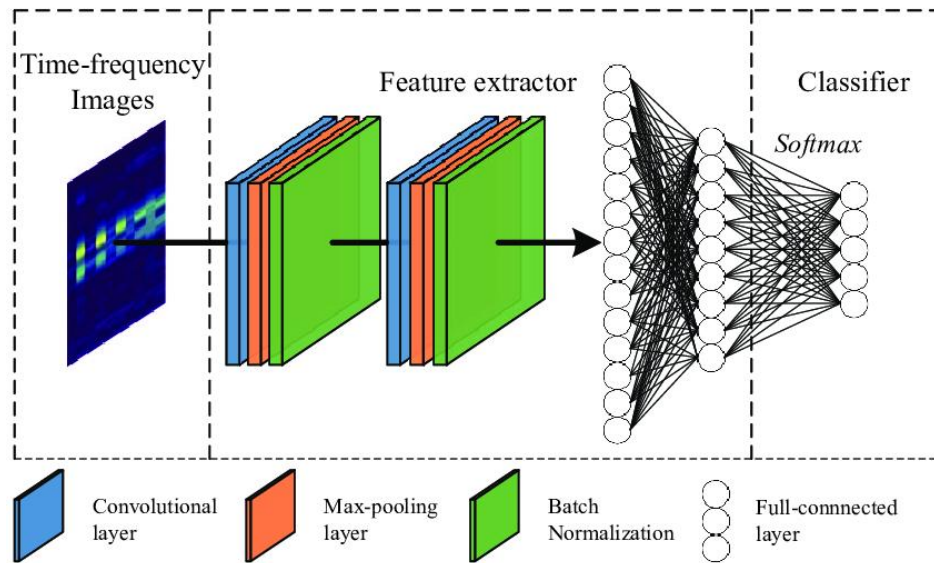 Time-frequency
Images
Feature extractor
Classifier
Softmax
Convolutional
layer
Max-pooling
layer
Batch
Normalization
Full-connnected
layer